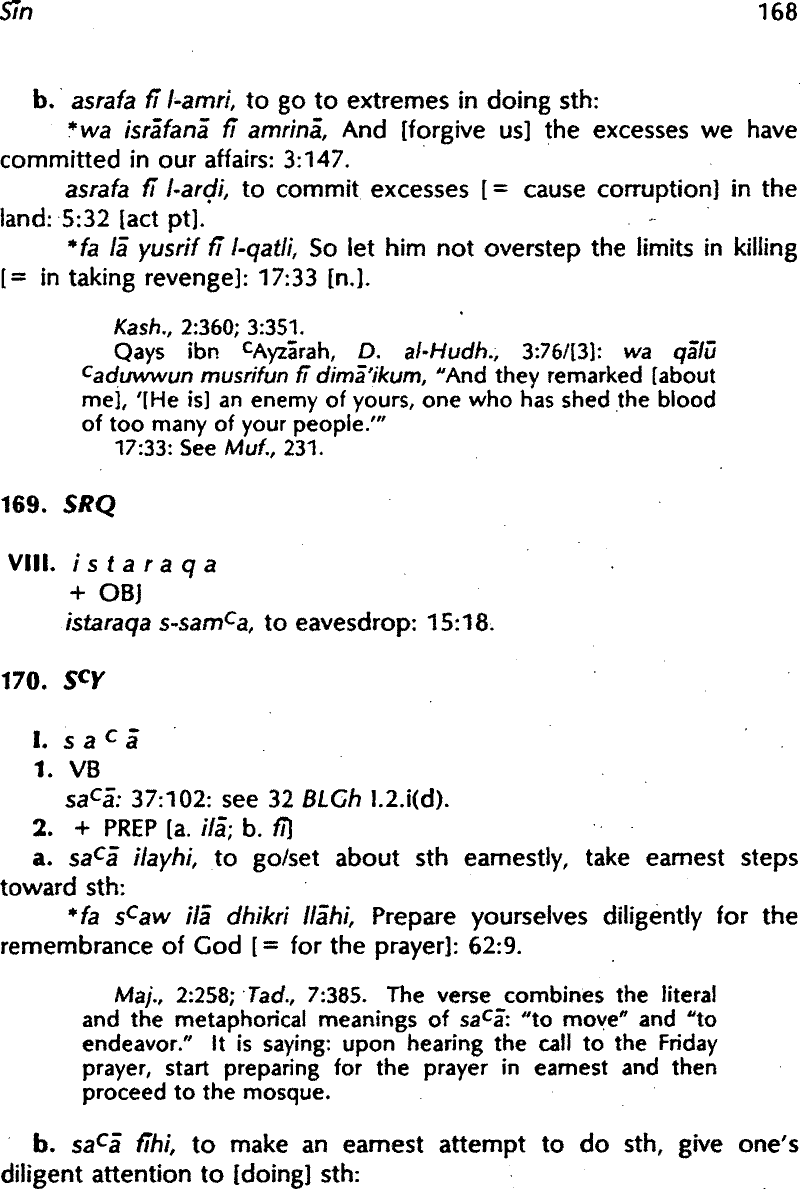 Sīn 168
b. asrafa fī l-amri, to go to extremes in doing sth:
*wa isrāfanā fī amrinā, And [forgive us] the excesses we have
committed in our affairs: 3:147.
asrafa fī l-arḍi, to commit excesses [= cause corruption] in the
land: 5:32 [act pt].
*fa lā yusrif fī l-qatli, So let him not overstep the limits in killing
[= in taking revenge]: 17:33 [n.].
Kash., 2:360; 3:351.
Qays ibn ᶜAyzārah, D. al-Hudh., 3:76/[3]: wa qālū
ᶜaduwwun musrifun fī dimā'ikum, "And they remarked [about
me], '[He is] an enemy of yours, one who has shed the blood
of too many of your people.'"
17:33: See Muf., 231.
169. SRQ
VIII. i s t a r a q a
+ OBJ
istaraqa s-samᶜa, to eavesdrop: 15:18.
170. SᶜY
I. s a ᶜ ā
1. VB
saᶜā: 37:102: see 32 BLGh I.2.i(d).
2. + PREP [a. ilā; b. fī]
a. saᶜā ilayhi, to go/set about sth earnestly, take earnest steps
toward sth:
*fa sᶜaw ilā dhikri llāhi, Prepare yourselves diligently for the
remembrance of God [= for the prayer]: 62:9.
Maj., 2:258; Tad., 7:385. The verse combines the literal
and the metaphorical meanings of saᶜā: "to move" and "to
endeavor." It is saying: upon hearing the call to the Friday
prayer, start preparing for the prayer in earnest and then
proceed to the mosque.
b. saᶜā fīhi, to make an earnest attempt to do sth, give one's
diligent attention to [doing] sth: